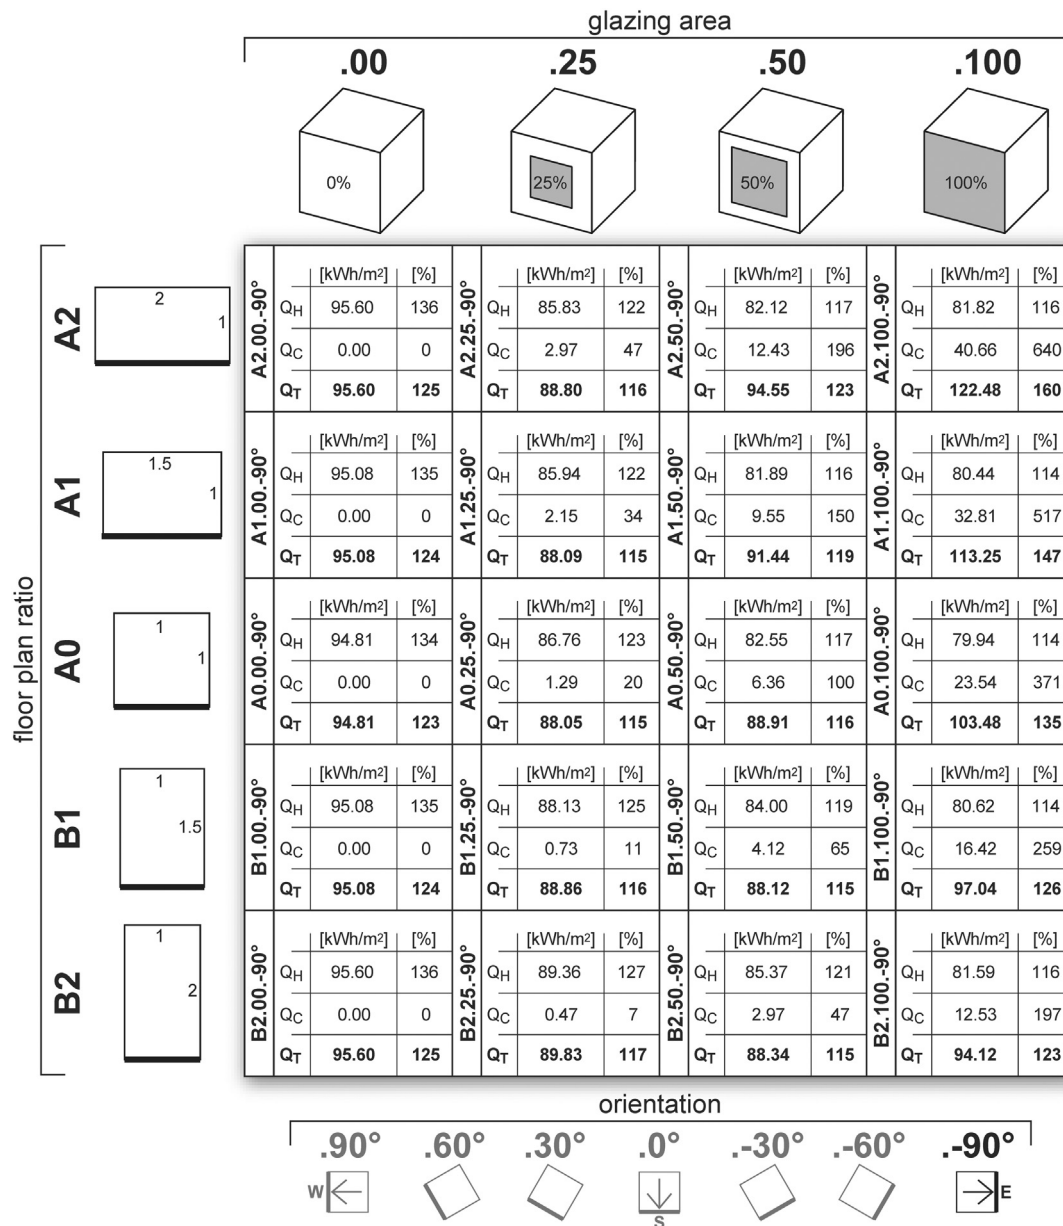 glazing area
.00 .25 .50 .100
0% 25% 50% 100%
floor plan ratio
A2
2
1
A2.00.-90° [kWh/m²] [%] A2.25.-90° [kWh/m²] [%] A2.50.-90° [kWh/m²] [%] A2.100.-90° [kWh/m²] [%]
QH 95.60 136 QH 85.83 122 QH 82.12 117 QH 81.82 116
QC 0.00 0 QC 2.97 47 QC 12.43 196 QC 40.66 640
QT 95.60 125 QT 88.80 116 QT 94.55 123 QT 122.48 160
A1
1.5
1
A1.00.-90° [kWh/m²] [%] A1.25.-90° [kWh/m²] [%] A1.50.-90° [kWh/m²] [%] A1.100.-90° [kWh/m²] [%]
QH 95.08 135 QH 85.94 122 QH 81.89 116 QH 80.44 114
QC 0.00 0 QC 2.15 34 QC 9.55 150 QC 32.81 517
QT 95.08 124 QT 88.09 115 QT 91.44 119 QT 113.25 147
A0
1
1
A0.00.-90° [kWh/m²] [%] A0.25.-90° [kWh/m²] [%] A0.50.-90° [kWh/m²] [%] A0.100.-90° [kWh/m²] [%]
QH 94.81 134 QH 86.76 123 QH 82.55 117 QH 79.94 114
QC 0.00 0 QC 1.29 20 QC 6.36 100 QC 23.54 371
QT 94.81 123 QT 88.05 115 QT 88.91 116 QT 103.48 135
B1
1
1.5
B1.00.-90° [kWh/m²] [%] B1.25.-90° [kWh/m²] [%] B1.50.-90° [kWh/m²] [%] B1.100.-90° [kWh/m²] [%]
QH 95.08 135 QH 88.13 125 QH 84.00 119 QH 80.62 114
QC 0.00 0 QC 0.73 11 QC 4.12 65 QC 16.42 259
QT 95.08 124 QT 88.86 116 QT 88.12 115 QT 97.04 126
B2
1
2
B2.00.-90° [kWh/m²] [%] B2.25.-90° [kWh/m²] [%] B2.50.-90° [kWh/m²] [%] B2.100.-90° [kWh/m²] [%]
QH 95.60 136 QH 89.36 127 QH 85.37 121 QH 81.59 116
QC 0.00 0 QC 0.47 7 QC 2.97 47 QC 12.53 197
QT 95.60 125 QT 89.83 117 QT 88.34 115 QT 94.12 123
orientation
.90° .60° .30° .0° .-30° .-60° .-90°
W E
S